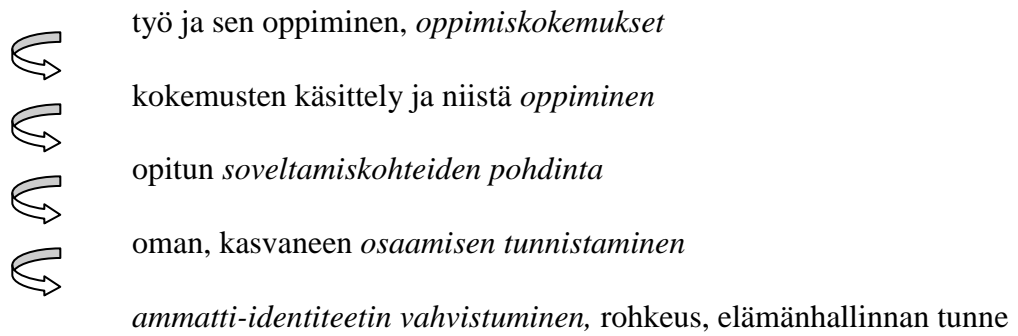 työ ja sen oppiminen, oppimiskokemukset
kokemusten käsittely ja niistä oppiminen
opitun soveltamiskohteiden pohdinta
oman, kasvaneen osaamisen tunnistaminen
ammatti-identiteetin vahvistuminen, rohkeus, elämänhallinnan tunne